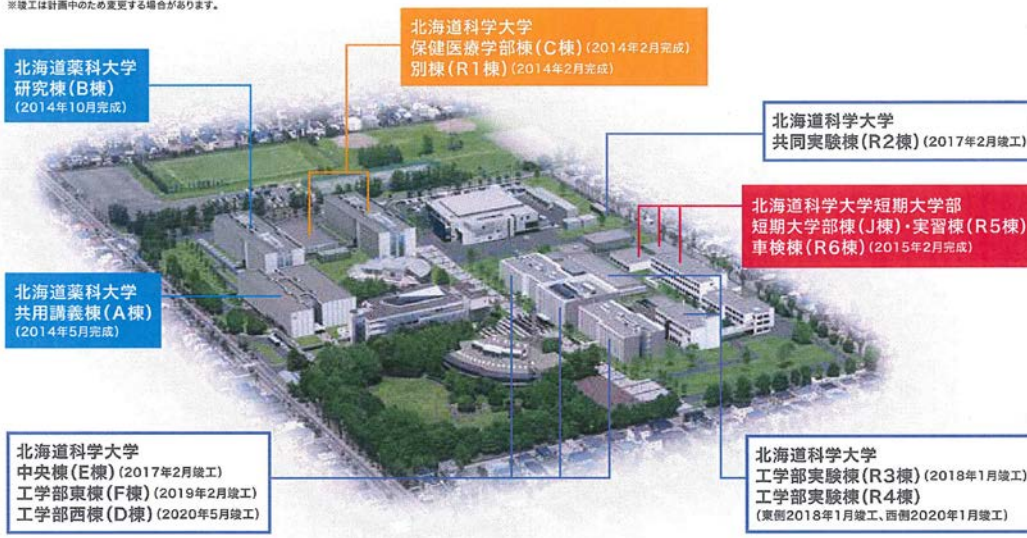 ※竣工は計画中のため変更する場合があります。
北海道科学大学
保健医療学部棟(C棟)(2014年2月完成)
別棟(R1棟)(2014年2月完成)
北海道薬科大学
研究棟(B棟)
(2014年10月完成)
北海道科学大学
共同実験棟(R2棟)(2017年2月竣工)
北海道科学大学短期大学部
短期大学部棟(J棟)・実習棟(R5棟)
車検棟(R6棟)(2015年2月完成)
北海道薬科大学
共用講義棟(A棟)
(2014年5月完成)
北海道科学大学
中央棟(E棟)(2017年2月竣工)
工学部東棟(F棟)(2019年2月竣工)
工学部西棟(D棟)(2020年5月竣工)
北海道科学大学
工学部実験棟(R3棟)(2018年1月竣工)
工学部実験棟(R4棟)
(東側2018年1月竣工、西側2020年1月竣工)